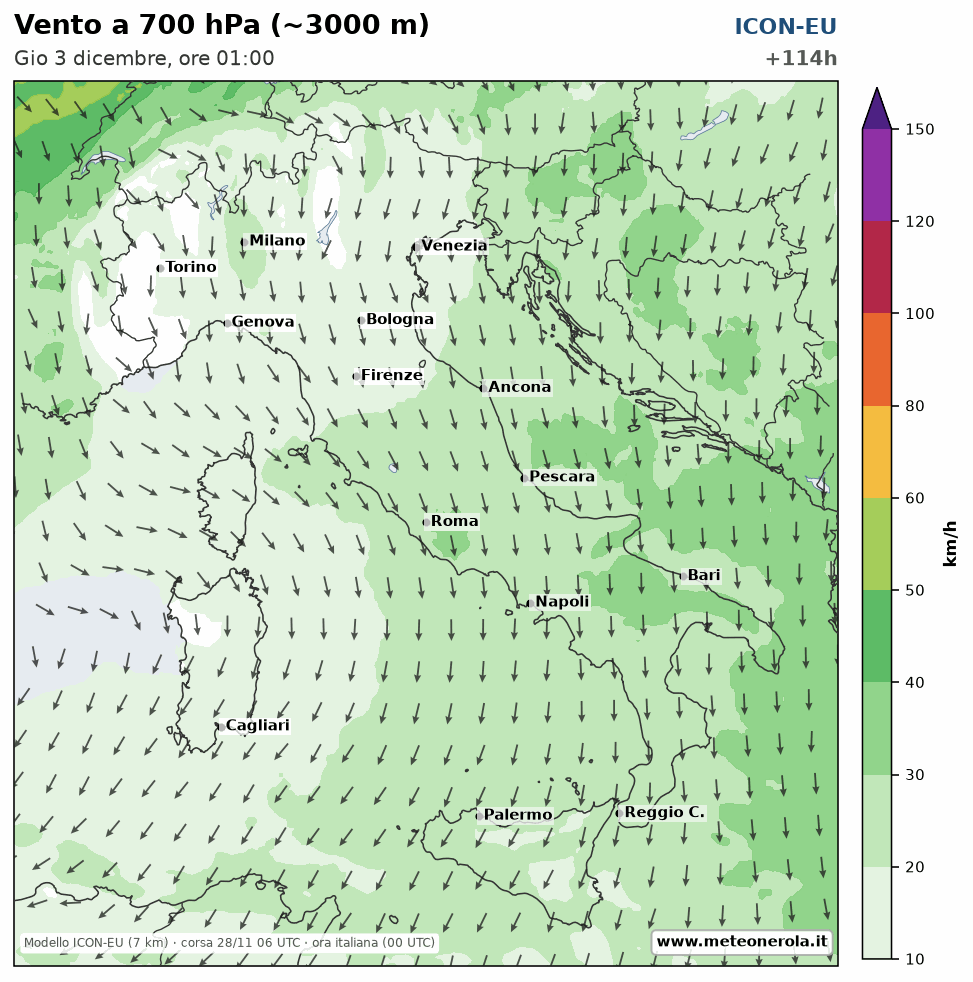 Vento a 700 hPa (~3000 m)
ICON-EU
Gio 3 dicembre, ore 01:00
+114h
150
120
100
80
60
50
40
30
20
10
km/h
Milano
Venezia
Torino
Genova
Bologna
Firenze
Ancona
Pescara
Roma
Bari
Napoli
Cagliari
Palermo
Reggio C.
Modello ICON-EU (7 km) · corsa 28/11 06 UTC · ora italiana (00 UTC)
www.meteonerola.it